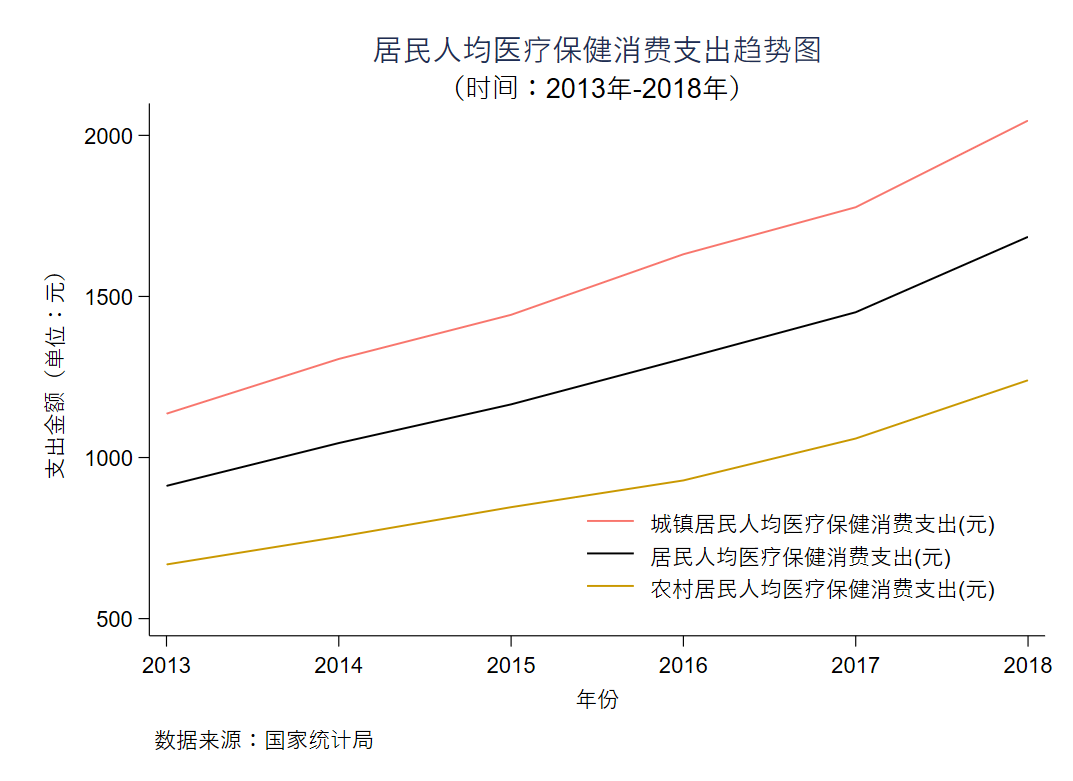 居民人均医疗保健消费支出趋势图
（时间：2013年-2018年）
支出金额（单位：元）
2000
1500
1000
500
城镇居民人均医疗保健消费支出(元)
居民人均医疗保健消费支出(元)
农村居民人均医疗保健消费支出(元)
2013 2014 2015 2016 2017 2018
年份
数据来源：国家统计局